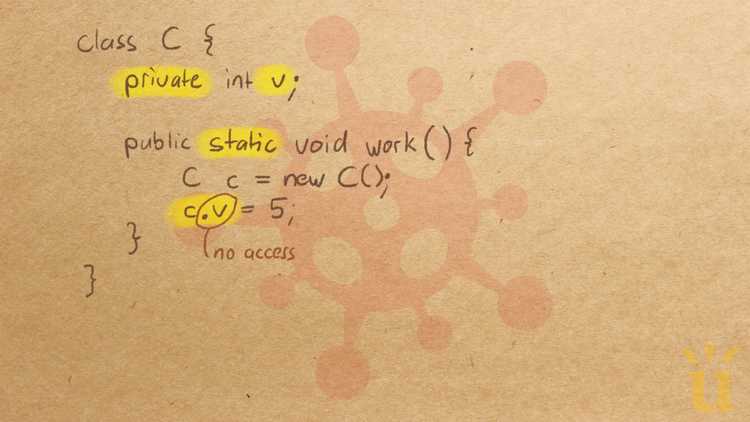 class C {
private int v;
public static void work() {
C c = new C();
c.v = 5;
no access
}
}